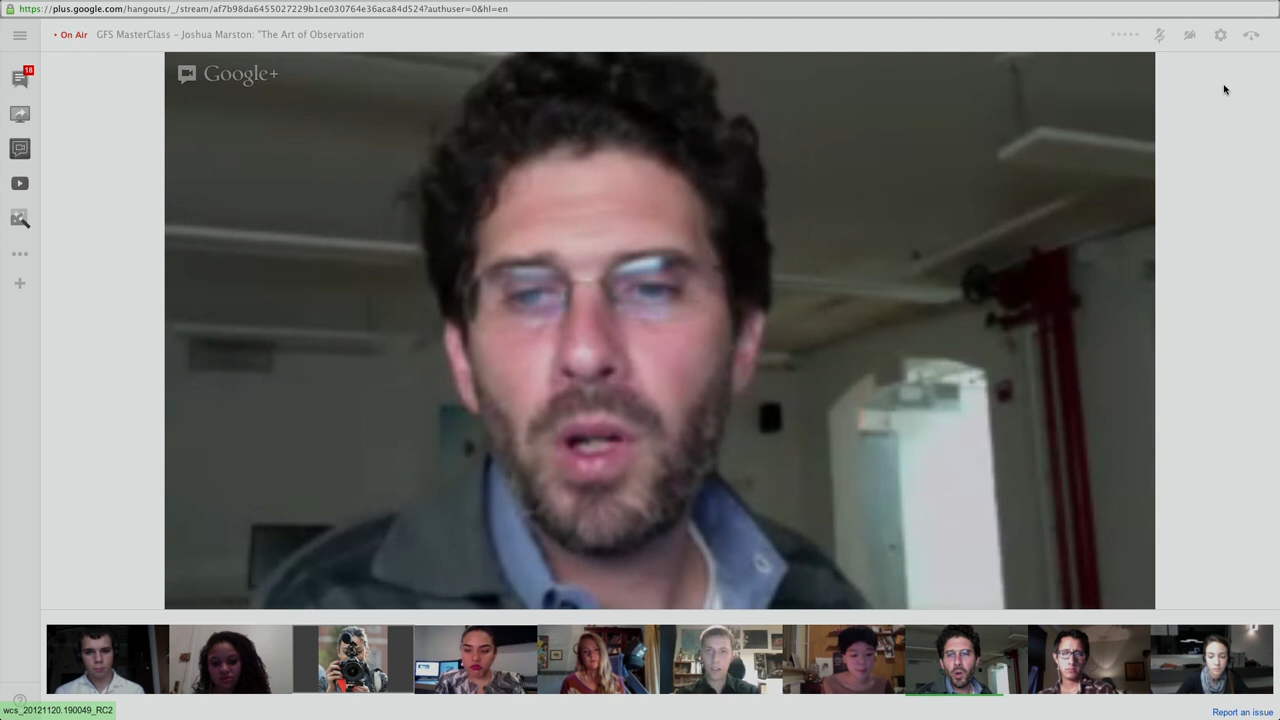 https://plus.google.com/hangouts/_/stream/af7b98da6455027229b1ce030764e36aca84d524?authuser=0&hl=en
• On Air GFS MasterClass – Joshua Marston: "The Art of Observation
18
Google+
wcs_20121120.190049_RC2
Report an issue